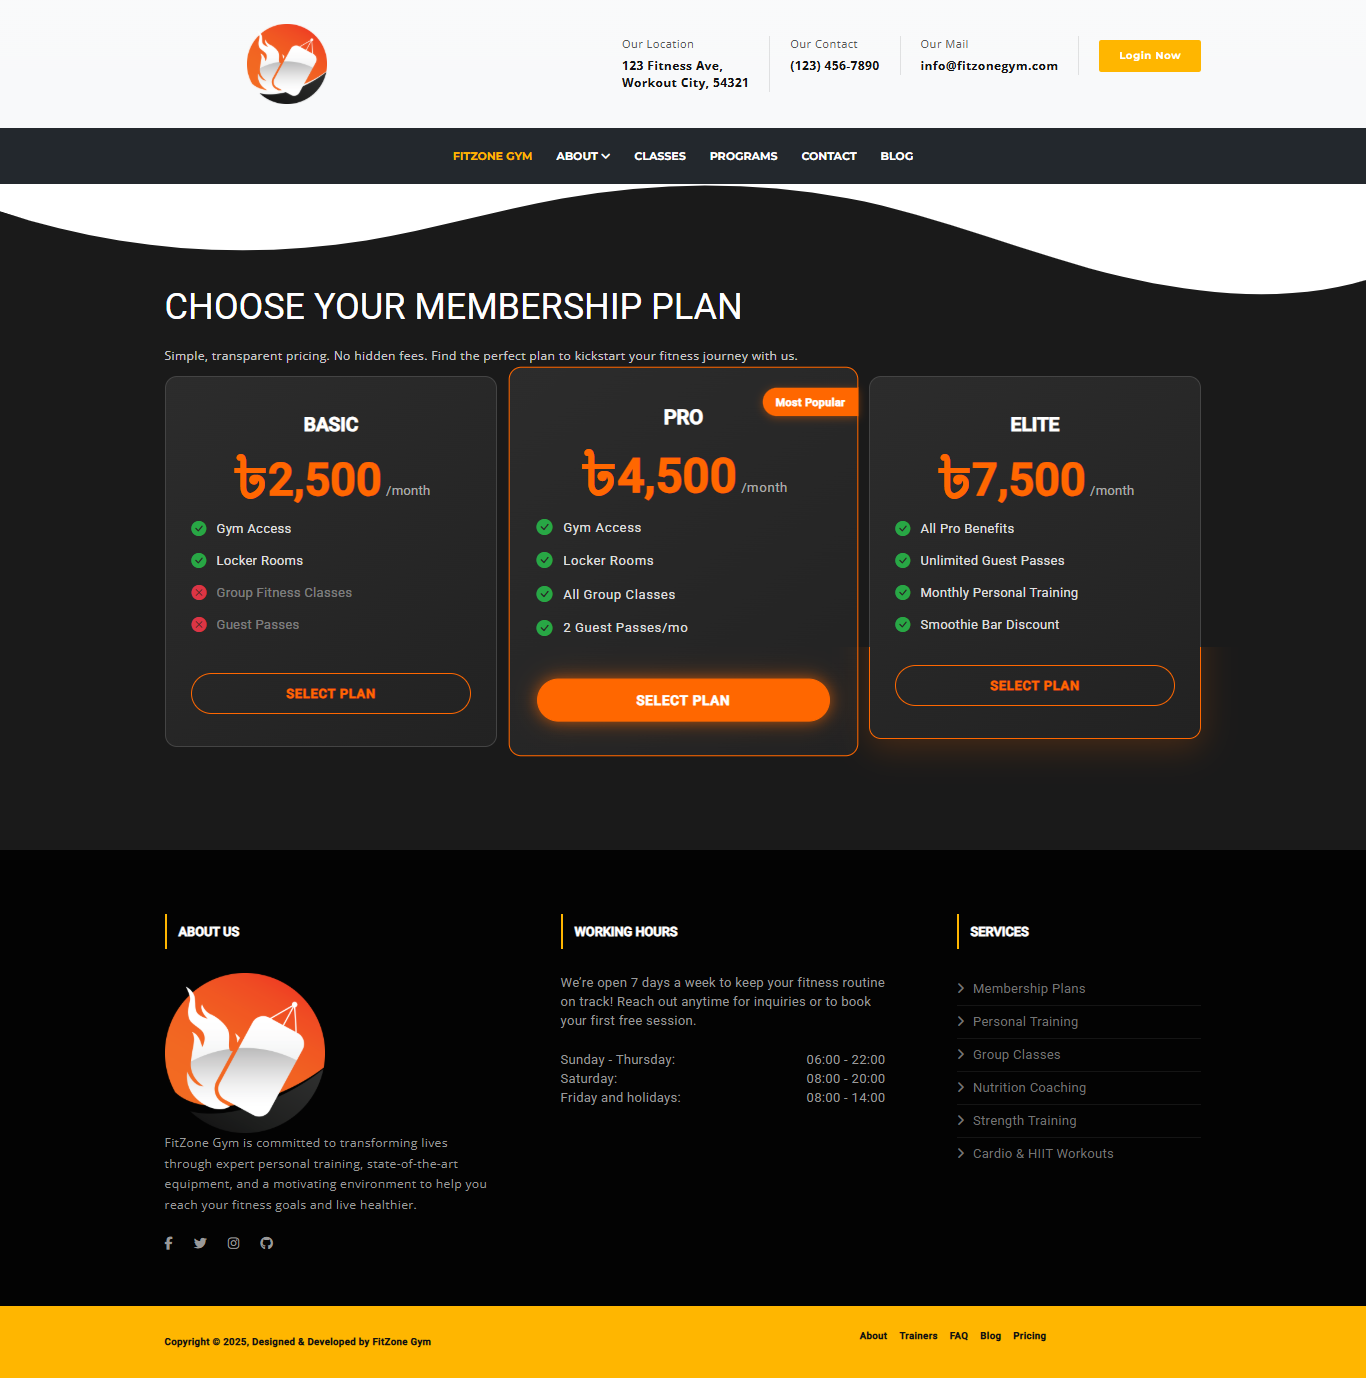 Our Location
123 Fitness Ave,
Workout City, 54321
Our Contact
(123) 456-7890
Our Mail
info@fitzonegym.com
Login Now
FITZONE GYM
ABOUT
CLASSES
PROGRAMS
CONTACT
BLOG
CHOOSE YOUR MEMBERSHIP PLAN
Simple, transparent pricing. No hidden fees. Find the perfect plan to kickstart your fitness journey with us.
BASIC
৳2,500 /month
Gym Access
Locker Rooms
Group Fitness Classes
Guest Passes
SELECT PLAN
Most Popular
PRO
৳4,500 /month
Gym Access
Locker Rooms
All Group Classes
2 Guest Passes/mo
SELECT PLAN
ELITE
৳7,500 /month
All Pro Benefits
Unlimited Guest Passes
Monthly Personal Training
Smoothie Bar Discount
SELECT PLAN
ABOUT US
FitZone Gym is committed to transforming lives
through expert personal training, state-of-the-art
equipment, and a motivating environment to help you
reach your fitness goals and live healthier.
WORKING HOURS
We’re open 7 days a week to keep your fitness routine
on track! Reach out anytime for inquiries or to book
your first free session.
Sunday - Thursday: 06:00 - 22:00
Saturday: 08:00 - 20:00
Friday and holidays: 08:00 - 14:00
SERVICES
Membership Plans
Personal Training
Group Classes
Nutrition Coaching
Strength Training
Cardio & HIIT Workouts
Copyright © 2025, Designed & Developed by FitZone Gym
About
Trainers
FAQ
Blog
Pricing